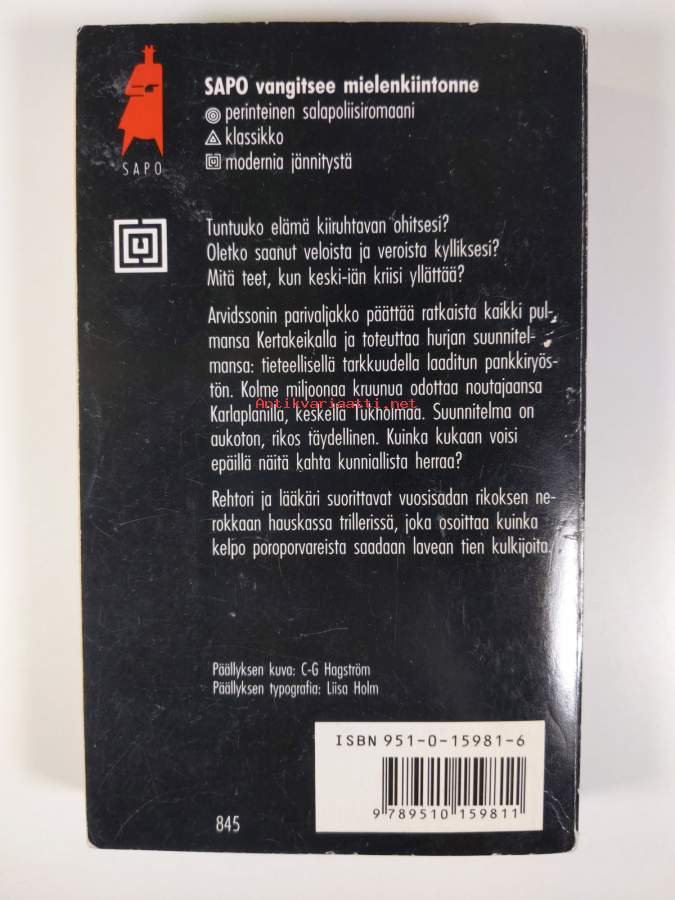 SAPO vangitsee mielenkiintonne
perinteinen salapoliisiromaani
klassikko
modernia jännitystä
SAPO
Tuntuuko elämä kiiruhtavan ohitsesi?
Oletko saanut veloista ja veroista kylliksesi?
Mitä teet, kun keski-iän kriisi yllättää?
Arvidssonin parivaljakko päättää ratkaista kaikki pul-
mansa Kertakeikalla ja toteuttaa hurjan suunnitel-
mansa: tieteellisellä tarkkuudella laaditun pankkiryös-
tön. Kolme miljoonaa kruunua odottaa noutajaansa
Antikvariaatti.net
Karlaplanilla, keskellä Tukholmaa. Suunnitelma on
aukoton, rikos täydellinen. Kuinka kukaan voisi
epäillä näitä kahta kunniallista herraa?
Rehtori ja lääkäri suorittavat vuosisadan rikoksen ne-
rokkaan hauskassa trillerissä, joka osoittaa kuinka
kelpo poroporvareista saadaan lavean tien kulkijoita.
Päällyksen kuva: C-G Hagström
Päällyksen typografia: Liisa Holm
ISBN 951-0-15981-6
9 789510 159811
845